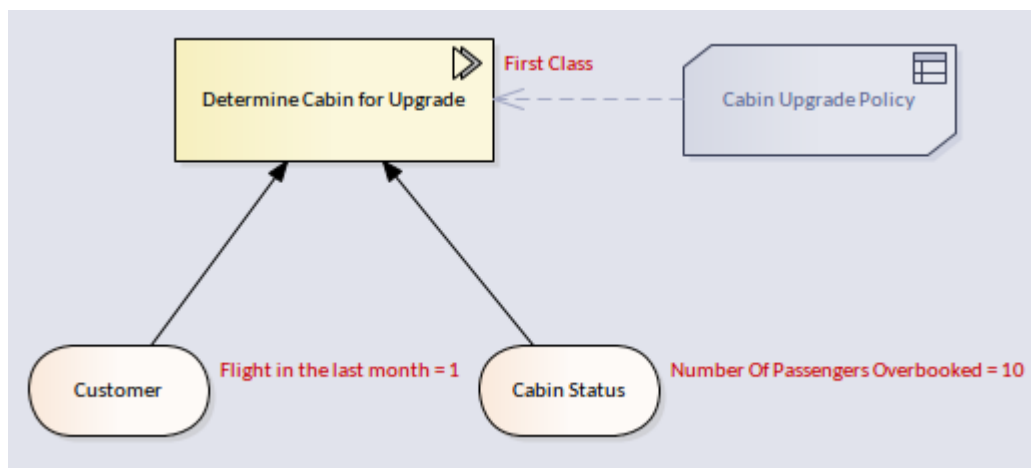 First Class
Determine Cabin for Upgrade
Cabin Upgrade Policy
Customer
Flight in the last month = 1
Cabin Status
Number Of Passengers Overbooked = 10